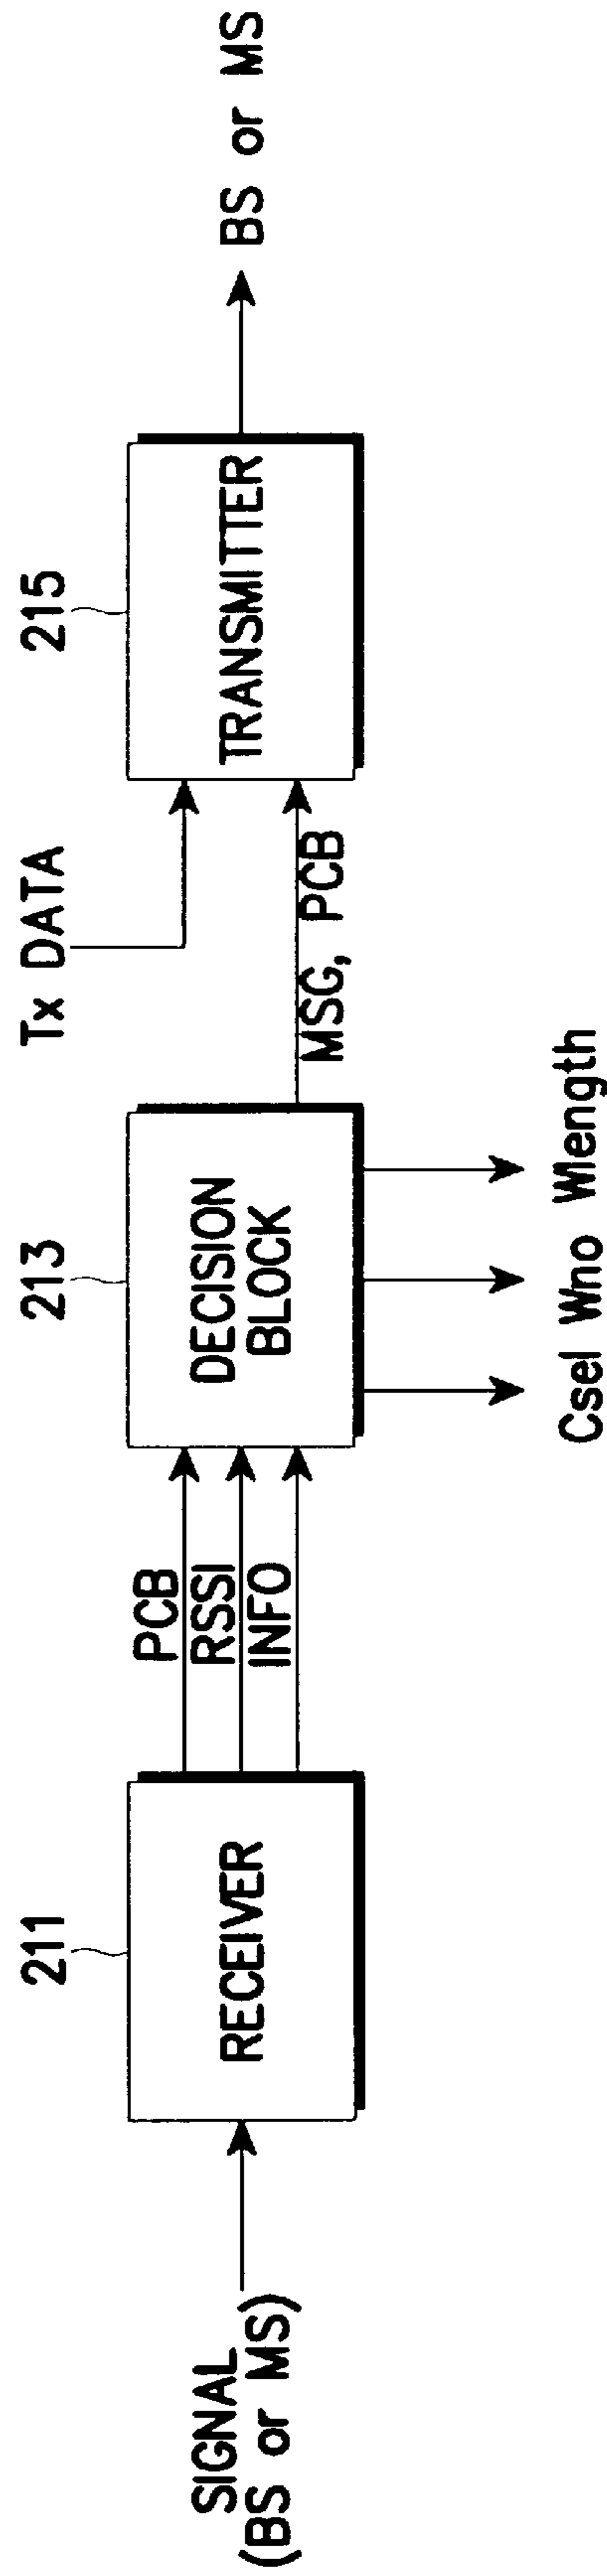 SIGNAL
(BS or MS)
211
RECEIVER
PCB
RSSI
INFO
213
DECISION
BLOCK
Csel Wno Wlength
MSG, PCB
Tx DATA
215
TRANSMITTER
BS or MS